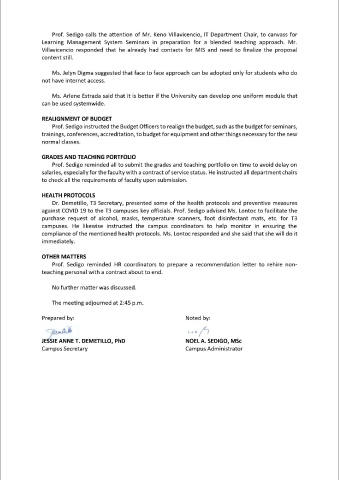 Prof. Sedigo calls the attention of Mr. Keno Villavicencio, IT Department Chair, to canvass for
Learning Management System Seminars in preparation for a blended teaching approach. Mr.
Villavicencio responded that he already had contacts for MIS and need to finalize the proposal
content still.
Ms. Jelyn Digma suggested that face to face approach can be adopted only for students who do
not have internet access.
Ms. Arlene Estrada said that it is better if the University can develop one uniform module that
can be used systemwide.
REALIGNMENT OF BUDGET
Prof. Sedigo instructed the Budget Officers to realign the budget, such as the budget for seminars,
trainings, conferences, accreditation, to budget for equipment and other things necessary for the new
normal classes.
GRADES AND TEACHING PORTFOLIO
Prof. Sedigo reminded all to submit the grades and teaching portfolio on time to avoid delay on
salaries, especially for the faculty with a contract of service status. He instructed all department chairs
to check all the requirements of faculty upon submission.
HEALTH PROTOCOLS
Dr. Demetillo, T3 Secretary, presented some of the health protocols and preventive measures
against COVID 19 to the T3 campuses key officials. Prof. Sedigo advised Ms. Lontoc to facilitate the
purchase request of alcohol, masks, temperature scanners, foot disinfectant mats, etc. for T3
campuses. He likewise instructed the campus coordinators to help monitor in ensuring the
compliance of the mentioned health protocols. Ms. Lontoc responded and she said that she will do it
immediately.
OTHER MATTERS
Prof. Sedigo reminded HR coordinators to prepare a recommendation letter to rehire non-
teaching personal with a contract about to end.
No further matter was discussed.
The meeting adjourned at 2:45 p.m.
Prepared by: Noted by:
JESSIE ANNE T. DEMETILLO, PhD NOEL A. SEDIGO, MSc
Campus Secretary Campus Administrator